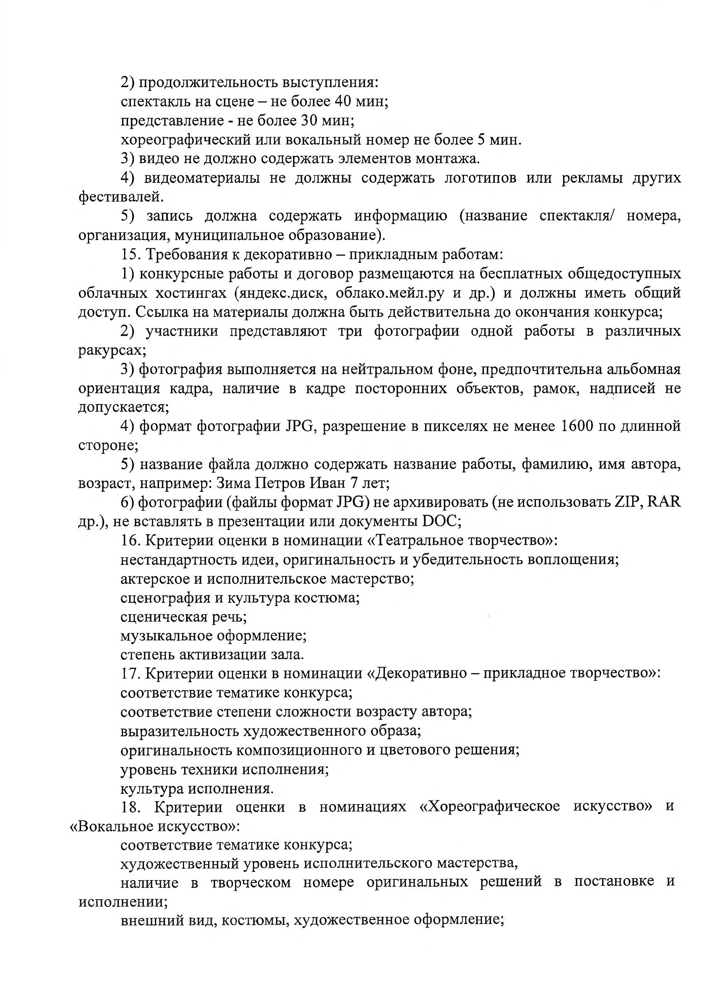 2) продолжительность выступления:
спектакль на сцене – не более 40 мин;
представление - не более 30 мин;
хореографический или вокальный номер не более 5 мин.
3) видео не должно содержать элементов монтажа.
4) видеоматериалы не должны содержать логотипов или рекламы других
фестивалей.
5) запись должна содержать информацию (название спектакля/ номера,
организация, муниципальное образование).
15. Требования к декоративно – прикладным работам:
1) конкурсные работы и договор размещаются на бесплатных общедоступных
облачных хостингах (яндекс.диск, облако.мейл.ру и др.) и должны иметь общий
доступ. Ссылка на материалы должна быть действительна до окончания конкурса;
2) участники представляют три фотографии одной работы в различных
ракурсах;
3) фотография выполняется на нейтральном фоне, предпочтительна альбомная
ориентация кадра, наличие в кадре посторонних объектов, рамок, надписей не
допускается;
4) формат фотографии JPG, разрешение в пикселях не менее 1600 по длинной
стороне;
5) название файла должно содержать название работы, фамилию, имя автора,
возраст, например: Зима Петров Иван 7 лет;
6) фотографии (файлы формат JPG) не архивировать (не использовать ZIP, RAR
др.), не вставлять в презентации или документы DOC;
16. Критерии оценки в номинации «Театральное творчество»:
нестандартность идеи, оригинальность и убедительность воплощения;
актерское и исполнительское мастерство;
сценография и культура костюма;
сценическая речь;
музыкальное оформление;
степень активизации зала.
17. Критерии оценки в номинации «Декоративно – прикладное творчество»:
соответствие тематике конкурса;
соответствие степени сложности возрасту автора;
выразительность художественного образа;
оригинальность композиционного и цветового решения;
уровень техники исполнения;
культура исполнения.
18. Критерии оценки в номинациях «Хореографическое искусство» и
«Вокальное искусство»:
соответствие тематике конкурса;
художественный уровень исполнительского мастерства,
наличие в творческом номере оригинальных решений в постановке и
исполнении;
внешний вид, костюмы, художественное оформление;